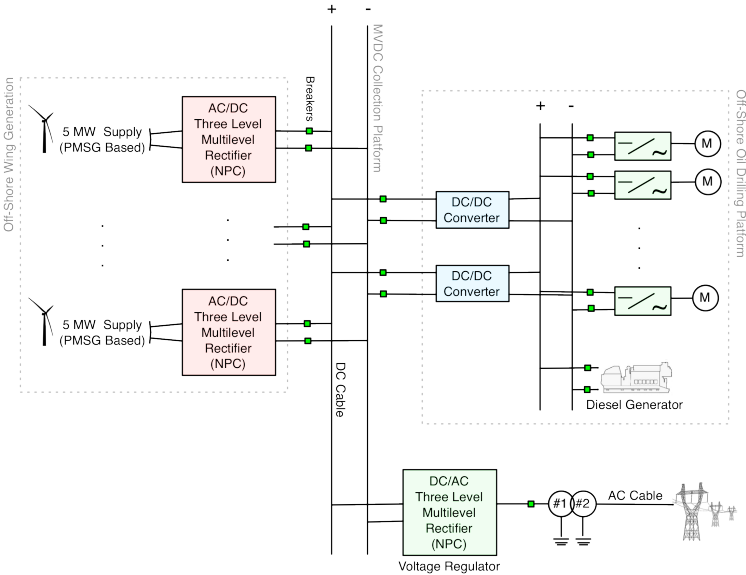 + -
MVDC Collection Platform
Off-Shore Wing Generation
Breakers
AC/DC
Three Level
Multilevel
Rectifier
(NPC)
5 MW Supply
(PMSG Based)
Off-Shore Oil Drilling Platform
+ -
M
M
DC/DC
Converter
DC/DC
Converter
M
AC/DC
Three Level
Multilevel
Rectifier
(NPC)
5 MW Supply
(PMSG Based)
DC Cable
Diesel Generator
DC/AC
Three Level
Multilevel
Rectifier
(NPC)
Voltage Regulator
#1 #2
AC Cable